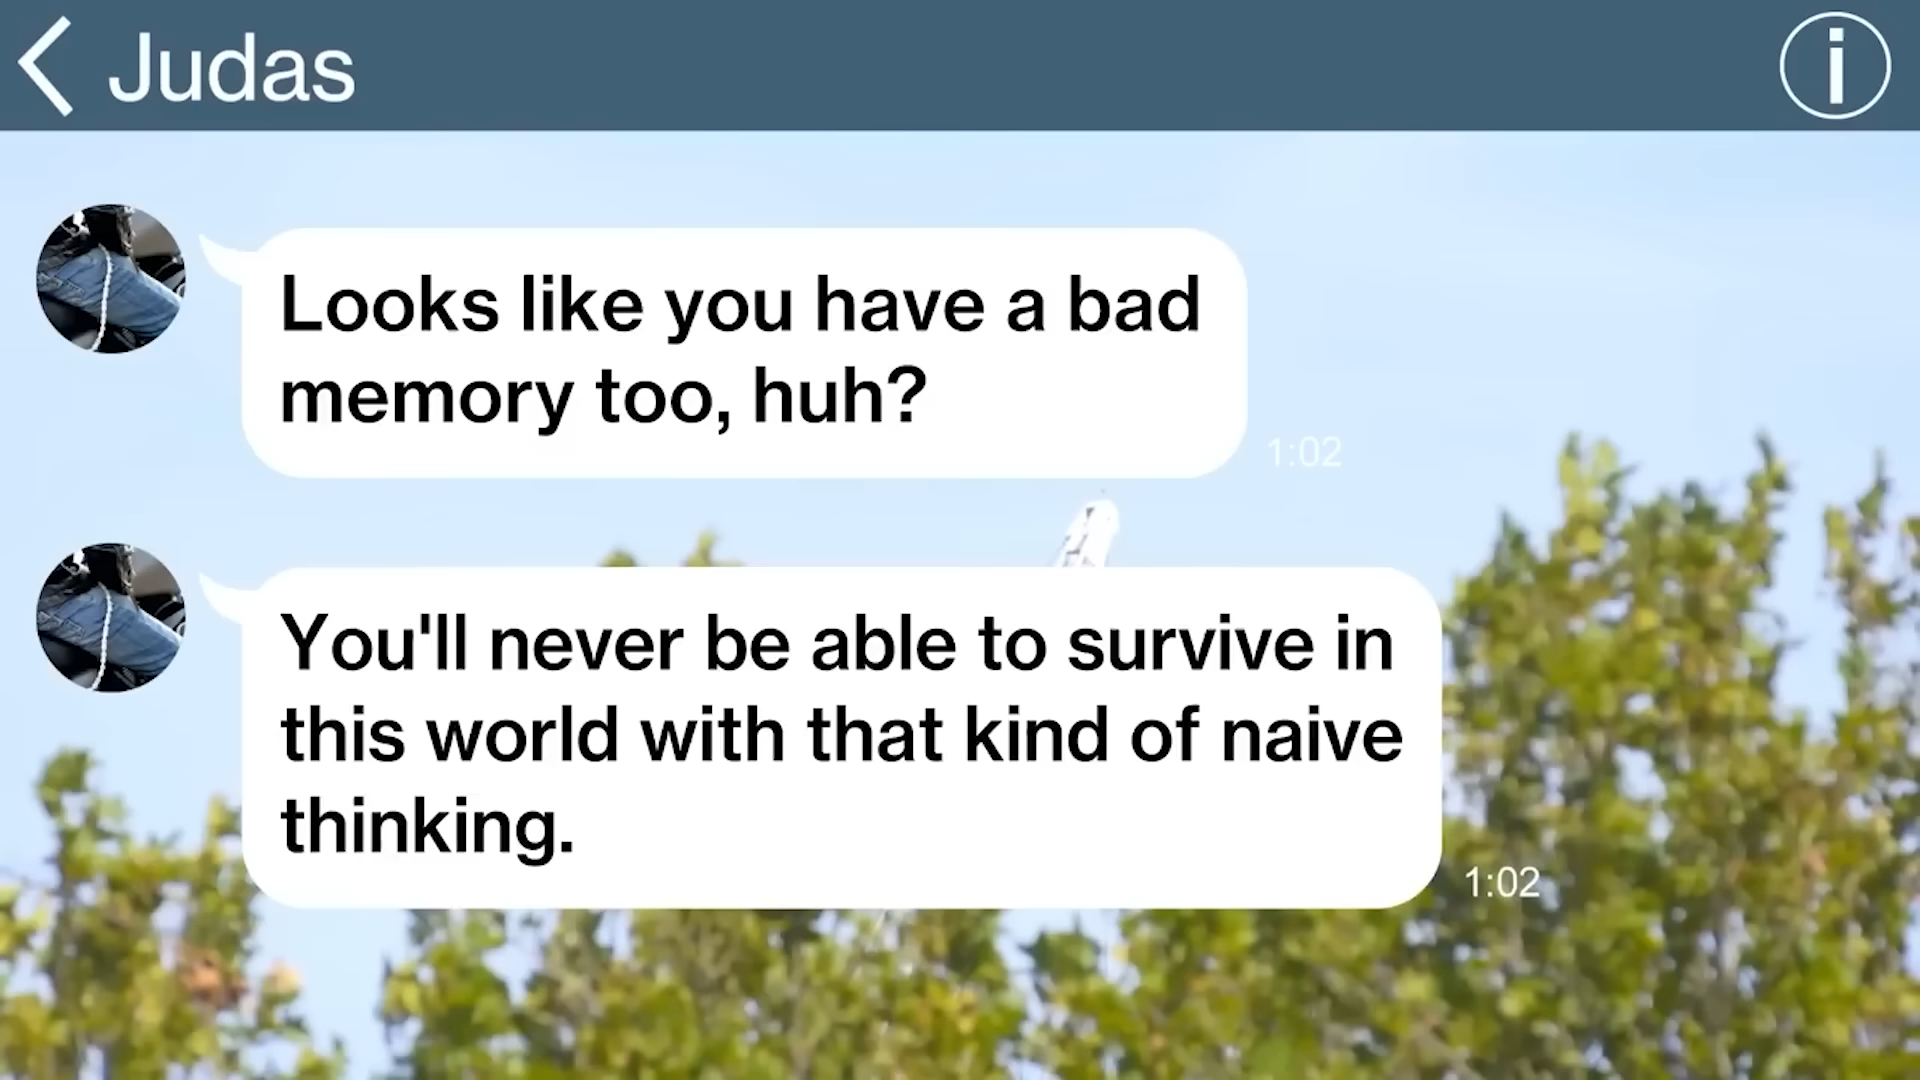 Judas
Looks like you have a bad
memory too, huh?
1:02
You'll never be able to survive in
this world with that kind of naive
thinking.
1:02